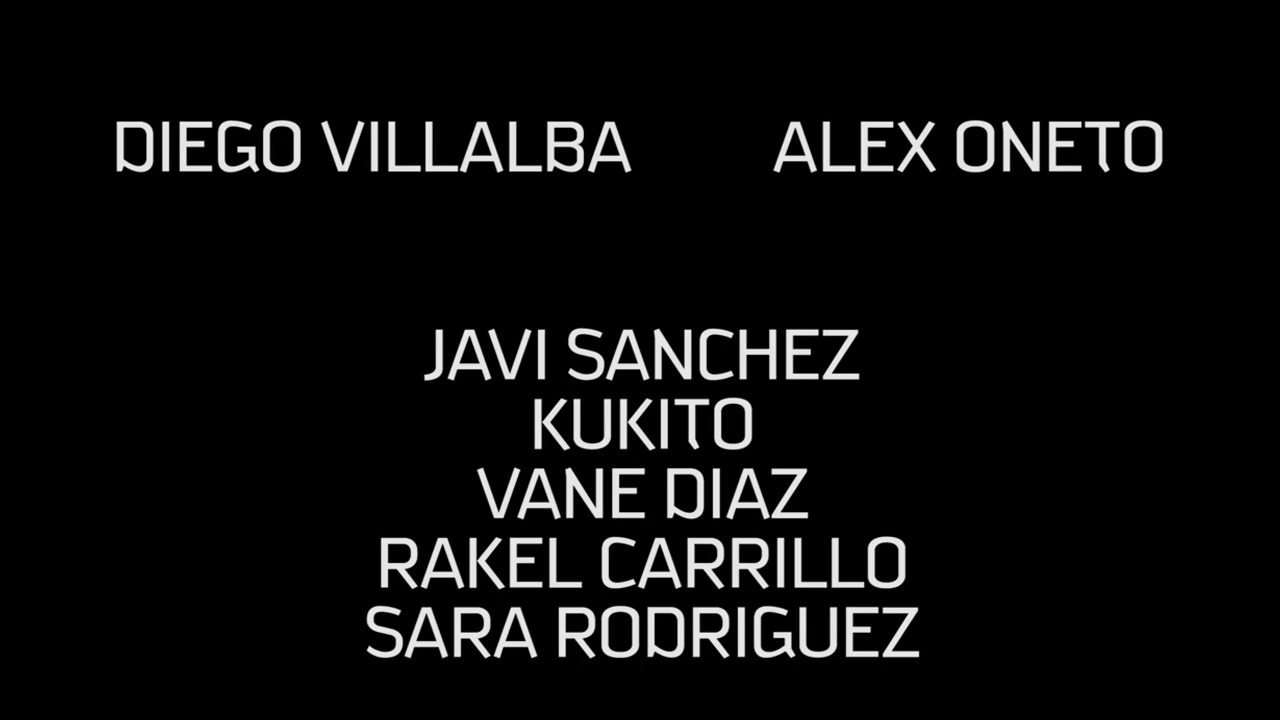 DIEGO VILLALBA ALEX ONETO
JAVI SANCHEZ
KUKITO
VANE DIAZ
RAKEL CARRILLO
SARA RODRIGUEZ